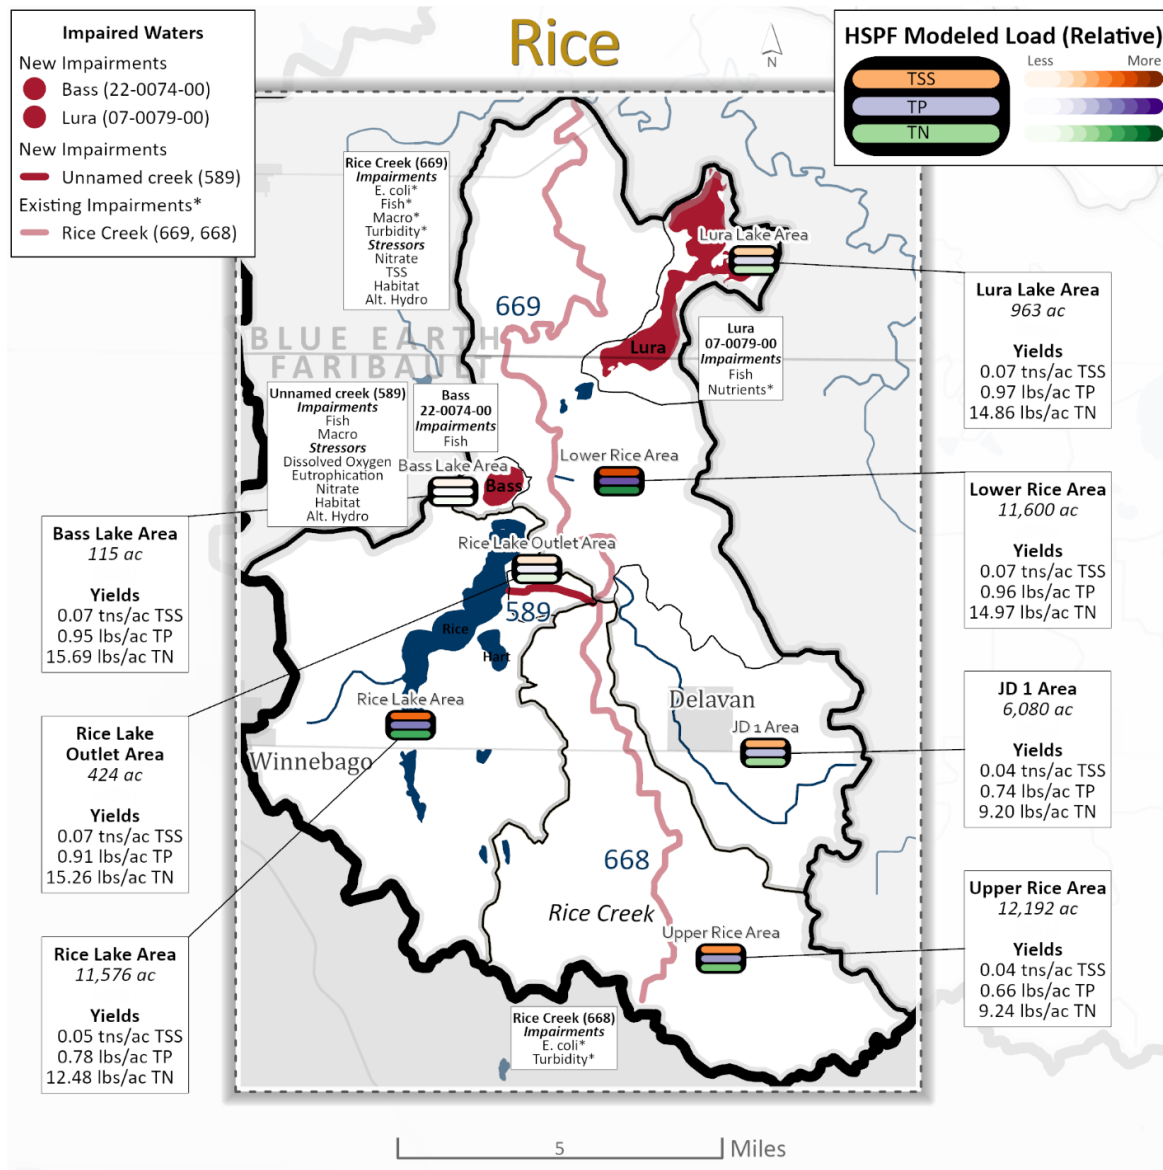 Rice
Impaired Waters
New Impairments
Bass (22-0074-00)
Lura (07-0079-00)
New Impairments
Unnamed creek (589)
Existing Impairments*
Rice Creek (669, 668)
N
HSPF Modeled Load (Relative)
TSS
TP
TN
Less
More
Rice Creek (669)
Impairments
E. coli*
Fish*
Macro*
Turbidity*
Stressors
Nitrate
TSS
Habitat
Alt. Hydro
669
BLUE EARTH
FARIBAULT
Lura Lake Area
Lura
Lura
07-0079-00
Impairments
Fish
Nutrients*
Lura Lake Area
963 ac
Yields
0.07 tns/ac TSS
0.97 lbs/ac TP
14.86 lbs/ac TN
Unnamed creek (589)
Impairments
Fish
Macro
Stressors
Dissolved Oxygen
Eutrophication
Nitrate
Habitat
Alt. Hydro
Bass
22-0074-00
Impairments
Fish
Bass Lake Area
Bass
Lower Rice Area
Lower Rice Area
11,600 ac
Yields
0.07 tns/ac TSS
0.96 lbs/ac TP
14.97 lbs/ac TN
Bass Lake Area
115 ac
Yields
0.07 tns/ac TSS
0.95 lbs/ac TP
15.69 lbs/ac TN
Rice Lake Outlet Area
589
Rice
Hart
Rice Lake Area
Winnebago
Delavan
JD 1 Area
JD 1 Area
6,080 ac
Yields
0.04 tns/ac TSS
0.74 lbs/ac TP
9.20 lbs/ac TN
Rice Lake
Outlet Area
424 ac
Yields
0.07 tns/ac TSS
0.91 lbs/ac TP
15.26 lbs/ac TN
668
Rice Creek
Upper Rice Area
Upper Rice Area
12,192 ac
Yields
0.04 tns/ac TSS
0.66 lbs/ac TP
9.24 lbs/ac TN
Rice Lake Area
11,576 ac
Yields
0.05 tns/ac TSS
0.78 lbs/ac TP
12.48 lbs/ac TN
Rice Creek (668)
Impairments
E. coli*
Turbidity*
5
Miles